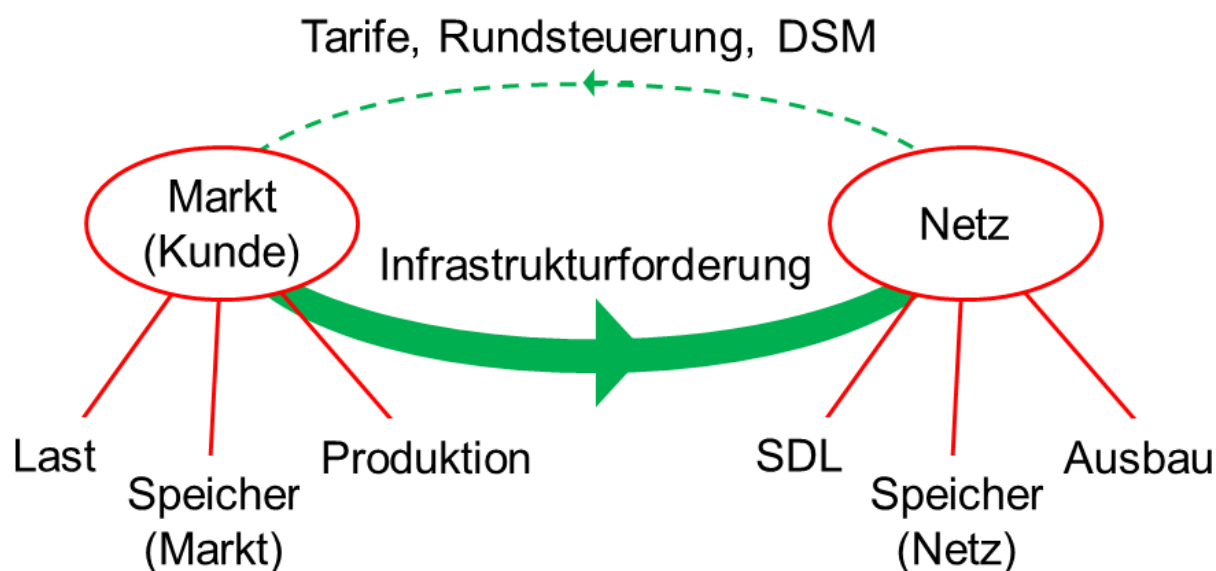 Tarife, Rundsteuerung, DSM
Markt
(Kunde)
Netz
Infrastrukturforderung
Last
Speicher
(Markt)
Produktion
SDL
Speicher
(Netz)
Ausbau